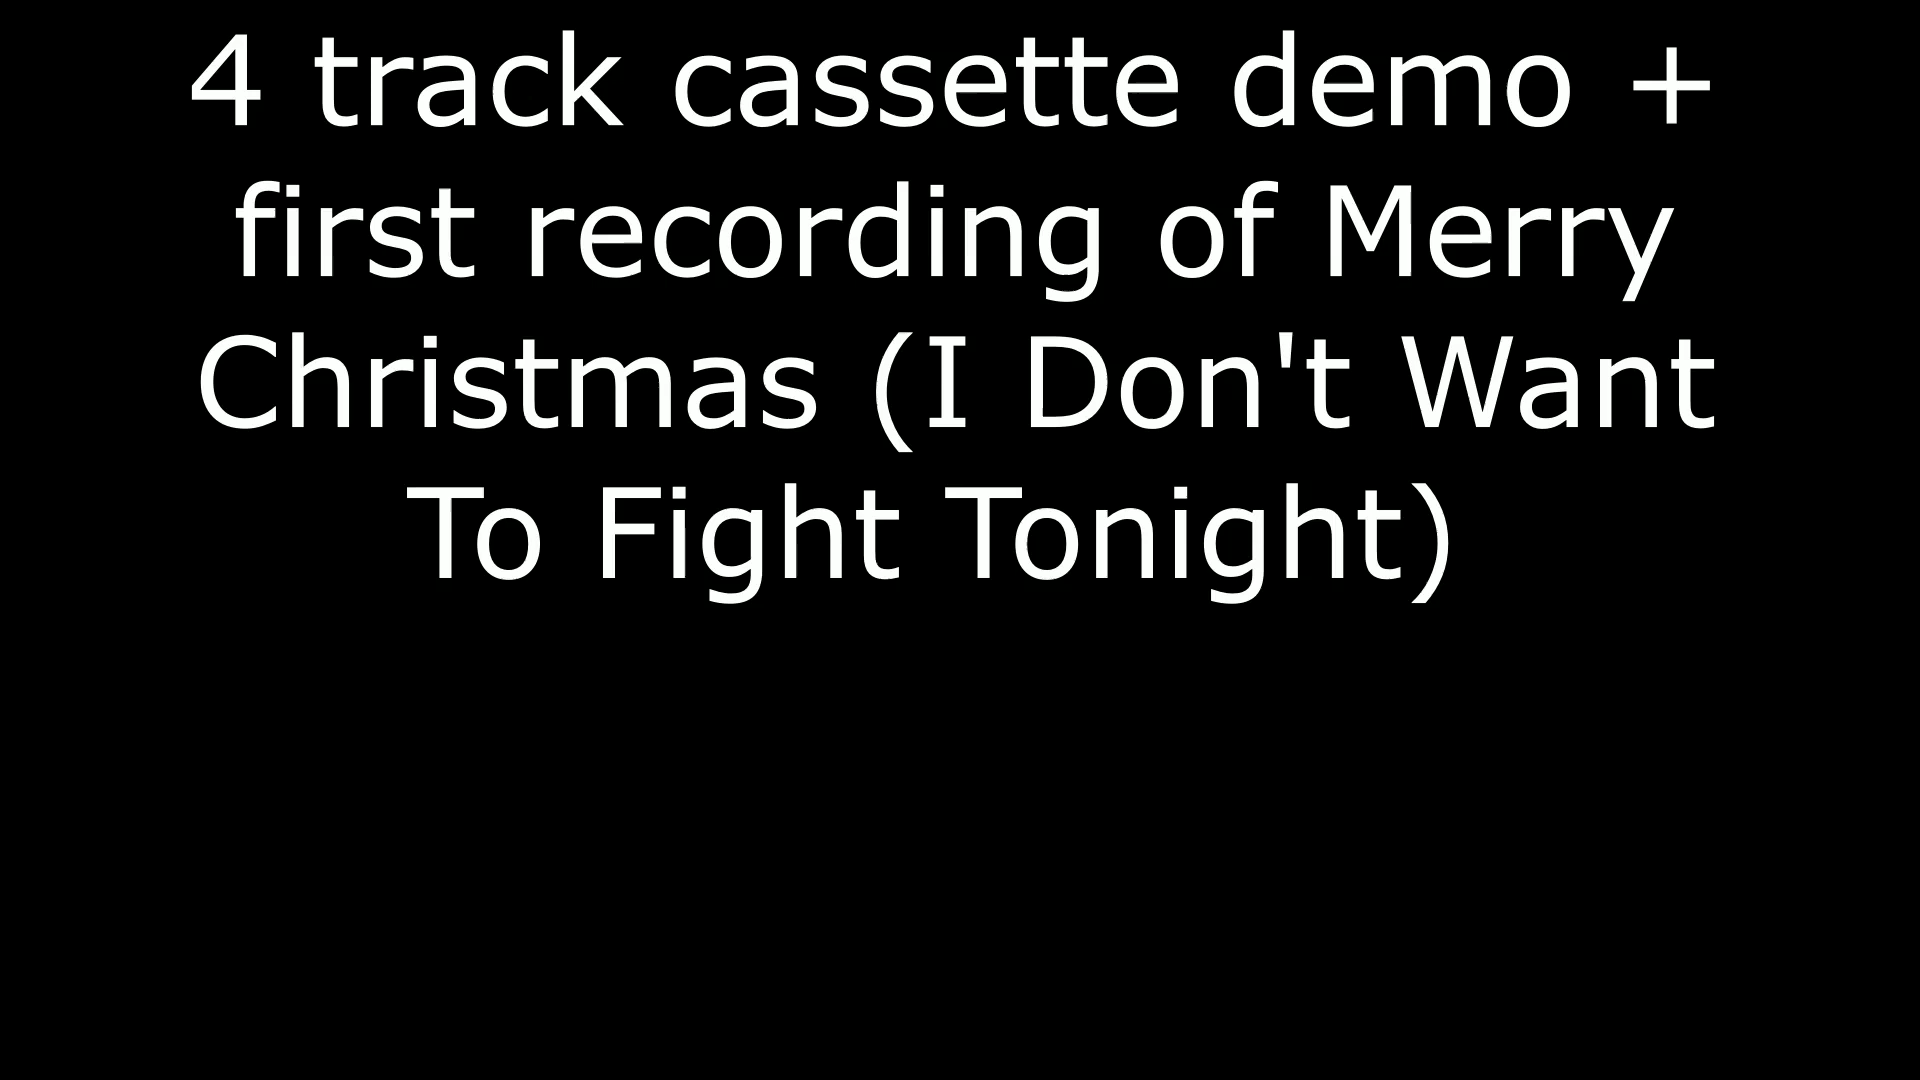 4 track cassette demo +
first recording of Merry
Christmas (I Don't Want
To Fight Tonight)